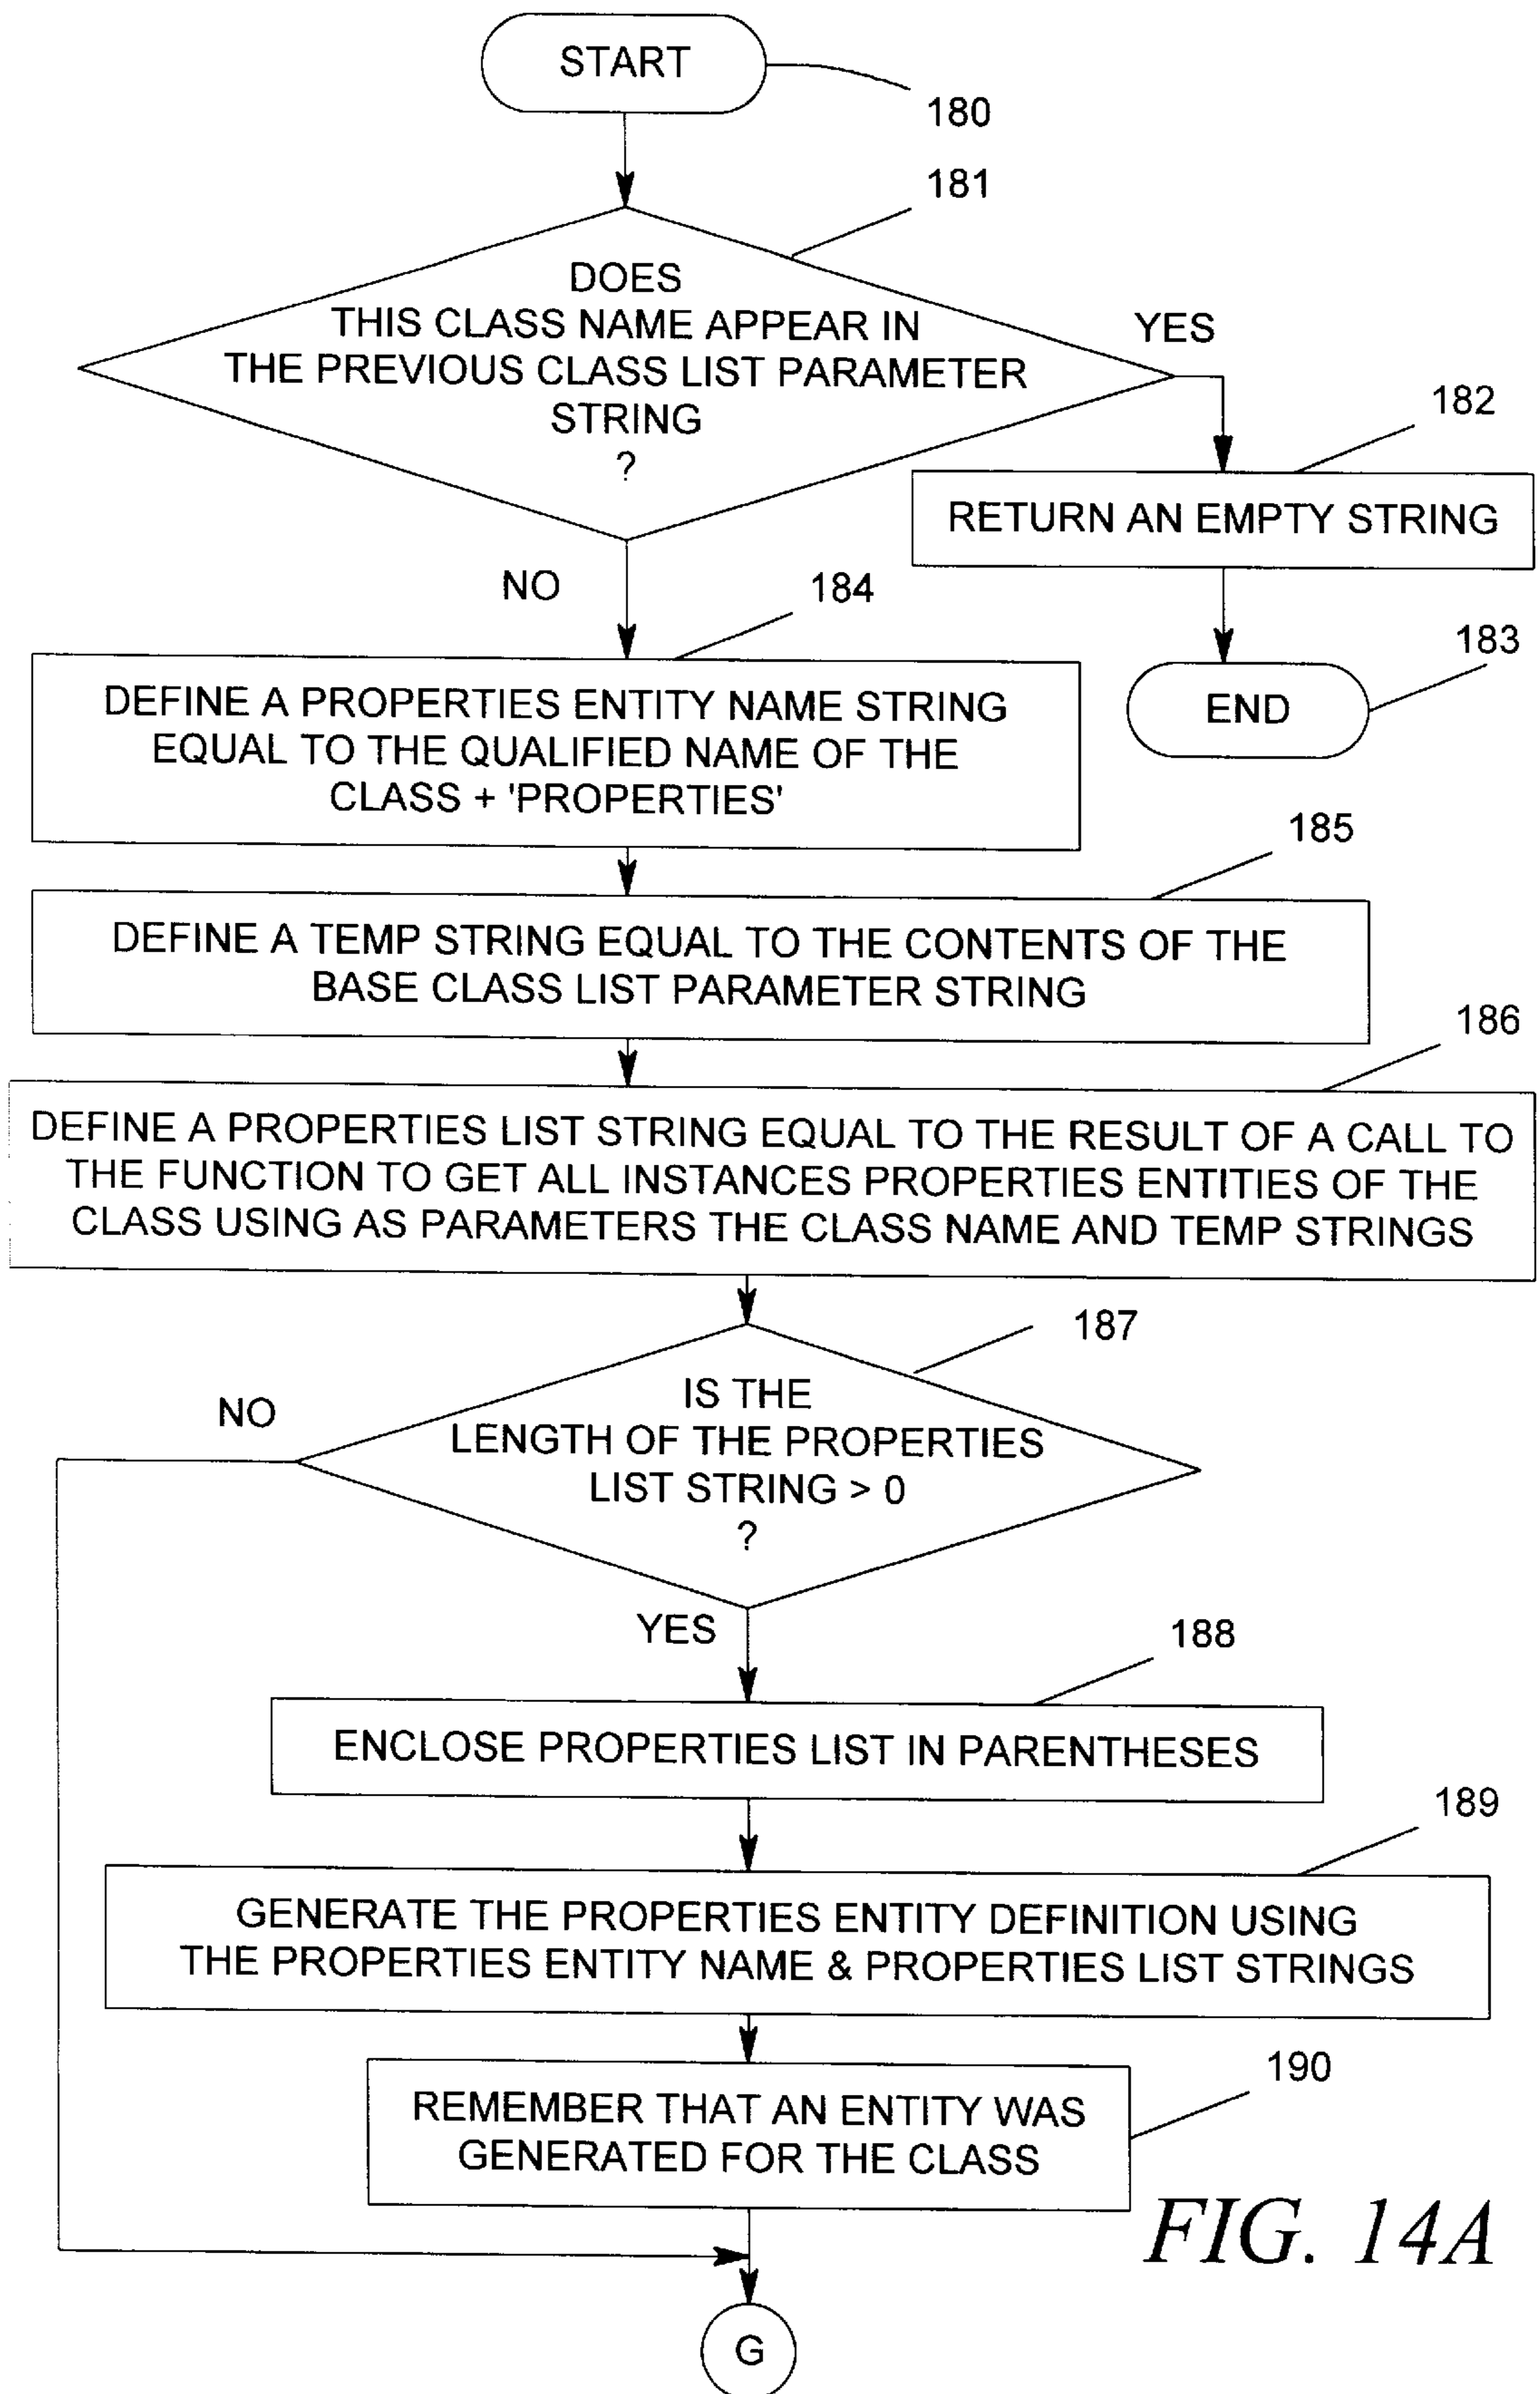 START
180
181
DOES
THIS CLASS NAME APPEAR IN
THE PREVIOUS CLASS LIST PARAMETER
STRING
?
YES
182
RETURN AN EMPTY STRING
NO
184
183
END
DEFINE A PROPERTIES ENTITY NAME STRING
EQUAL TO THE QUALIFIED NAME OF THE
CLASS + 'PROPERTIES'
185
DEFINE A TEMP STRING EQUAL TO THE CONTENTS OF THE
BASE CLASS LIST PARAMETER STRING
186
DEFINE A PROPERTIES LIST STRING EQUAL TO THE RESULT OF A CALL TO
THE FUNCTION TO GET ALL INSTANCES PROPERTIES ENTITIES OF THE
CLASS USING AS PARAMETERS THE CLASS NAME AND TEMP STRINGS
187
NO
IS THE
LENGTH OF THE PROPERTIES
LIST STRING > 0
?
YES
188
ENCLOSE PROPERTIES LIST IN PARENTHESES
189
GENERATE THE PROPERTIES ENTITY DEFINITION USING
THE PROPERTIES ENTITY NAME & PROPERTIES LIST STRINGS
190
REMEMBER THAT AN ENTITY WAS
GENERATED FOR THE CLASS
FIG. 14A
G